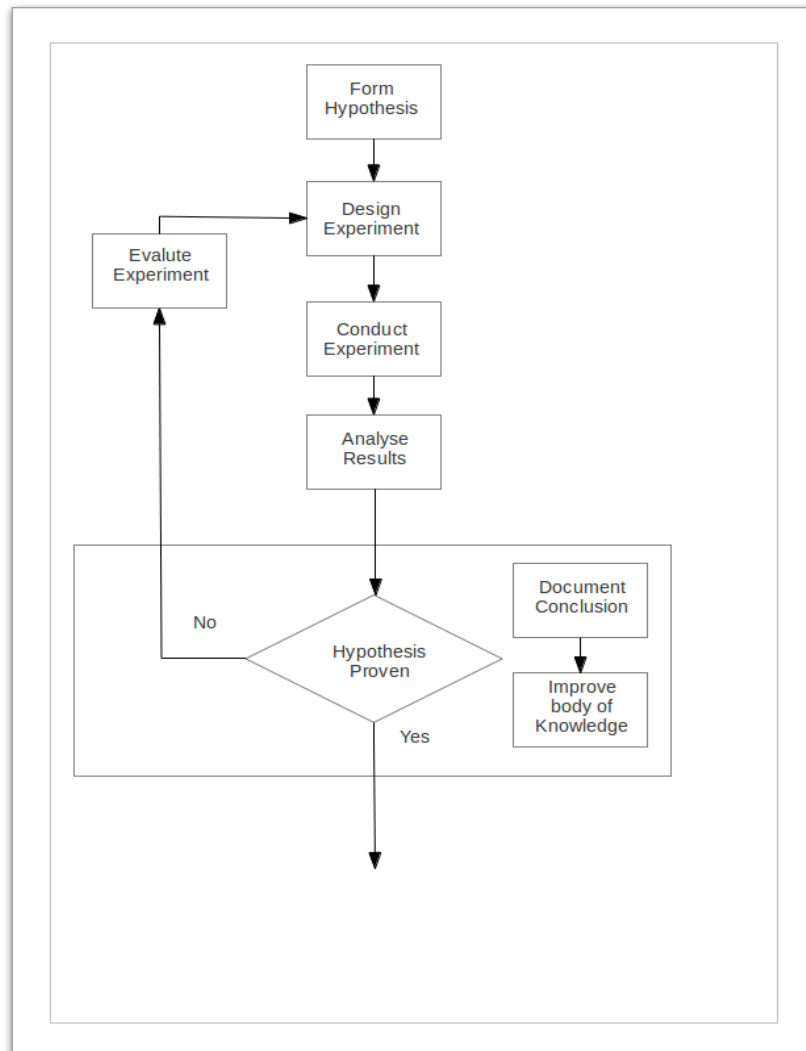 Form
Hypothesis
Design
Experiment
Evalute
Experiment
Conduct
Experiment
Analyse
Results
No
Hypothesis
Proven
Yes
Document
Conclusion
Improve
body of
Knowledge